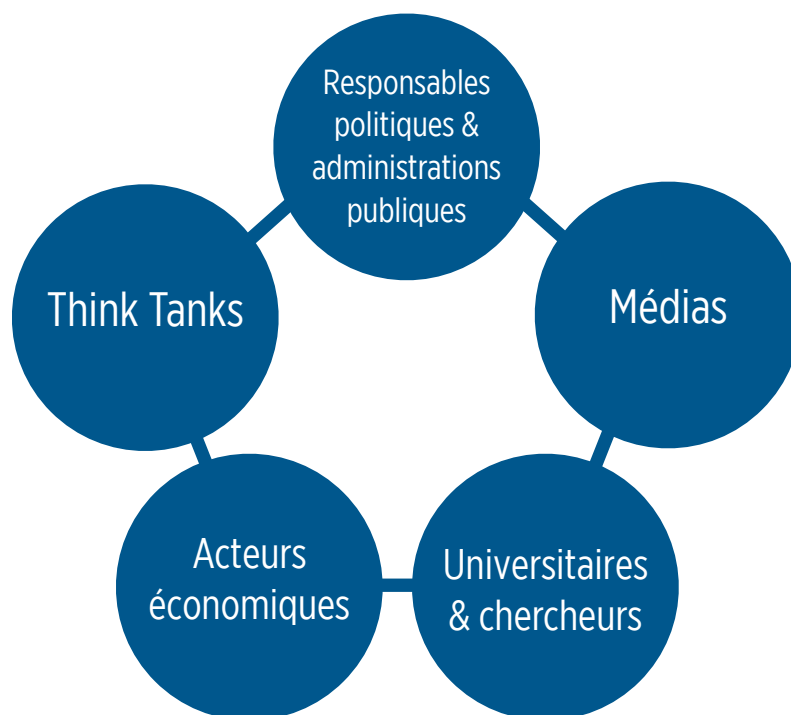 Responsables
politiques &
administrations
publiques
Think Tanks
Médias
Acteurs
économiques
Universitaires
& chercheurs